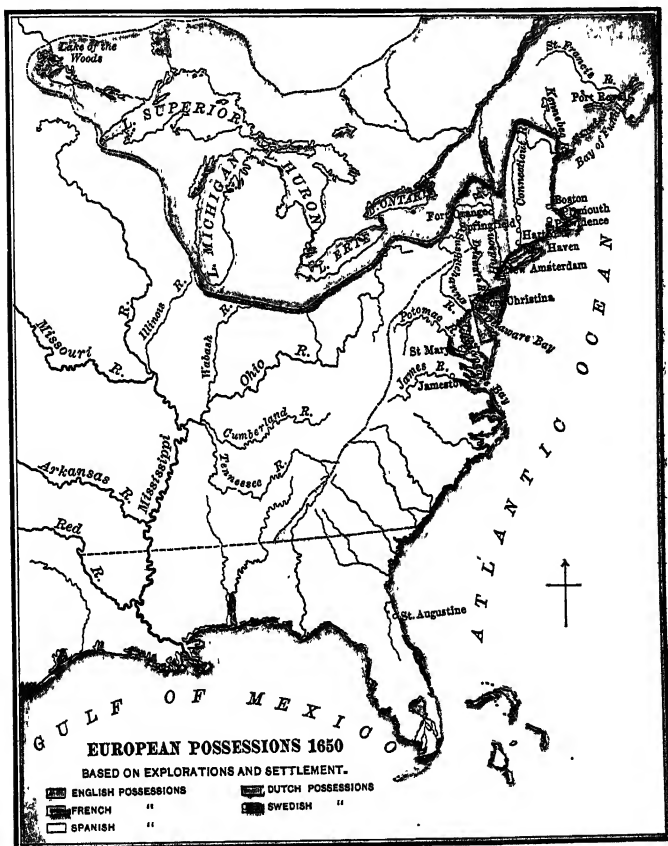 Lake of the
Woods
L. SUPERIOR
L. MICHIGAN
L. HURON
L. ERIE
ONTARIO
St. Francis R.
Port Royal
Bay of Fundy
Kennebec
Connecticut R.
Boston
Plymouth
Providence
Hartford
Haven
Fort Orange
Springfield
New Amsterdam
Christina
Delaware Bay
Potomac R.
St Mary
James R.
Jamestown
Bay
Missouri R.
Illinois R.
Wabash R.
Ohio R.
Cumberland R.
Tennessee R.
Arkansas R.
Mississippi
Red R.
St. Augustine
ATLANTIC OCEAN
GULF OF MEXICO
EUROPEAN POSSESSIONS 1650
BASED ON EXPLORATIONS AND SETTLEMENT.
ENGLISH POSSESSIONS
FRENCH "
SPANISH "
DUTCH POSSESSIONS
SWEDISH "